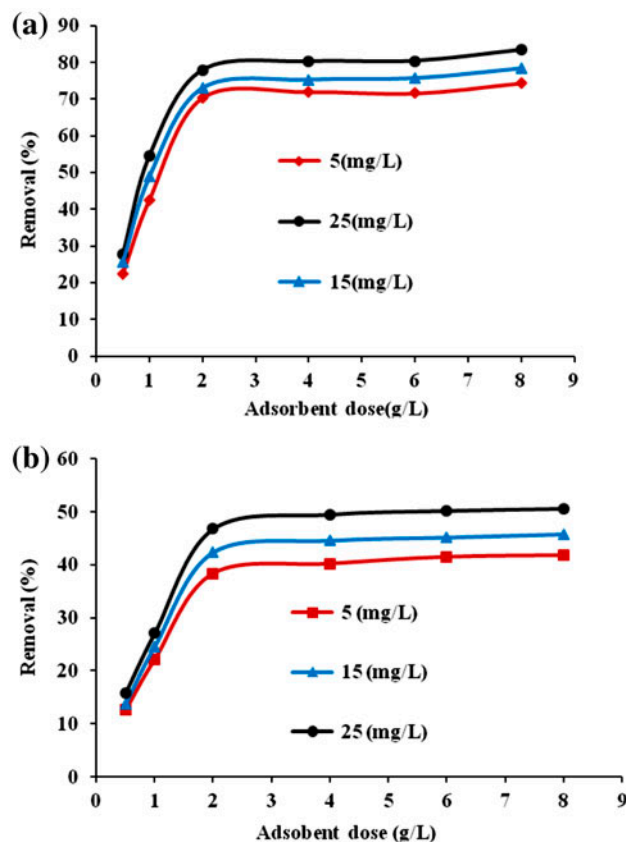 (a)
90
80
70
60
50
40
30
20
10
0
Removal (%)
5(mg/L)
25(mg/L)
15(mg/L)
0 1 2 3 4 5 6 7 8 9
Adsorbent dose(g/L)
(b)
60
50
40
30
20
10
0
Removal (%)
5 (mg/L)
15 (mg/L)
25 (mg/L)
0 1 2 3 4 5 6 7 8 9
Adsobent dose (g/L)